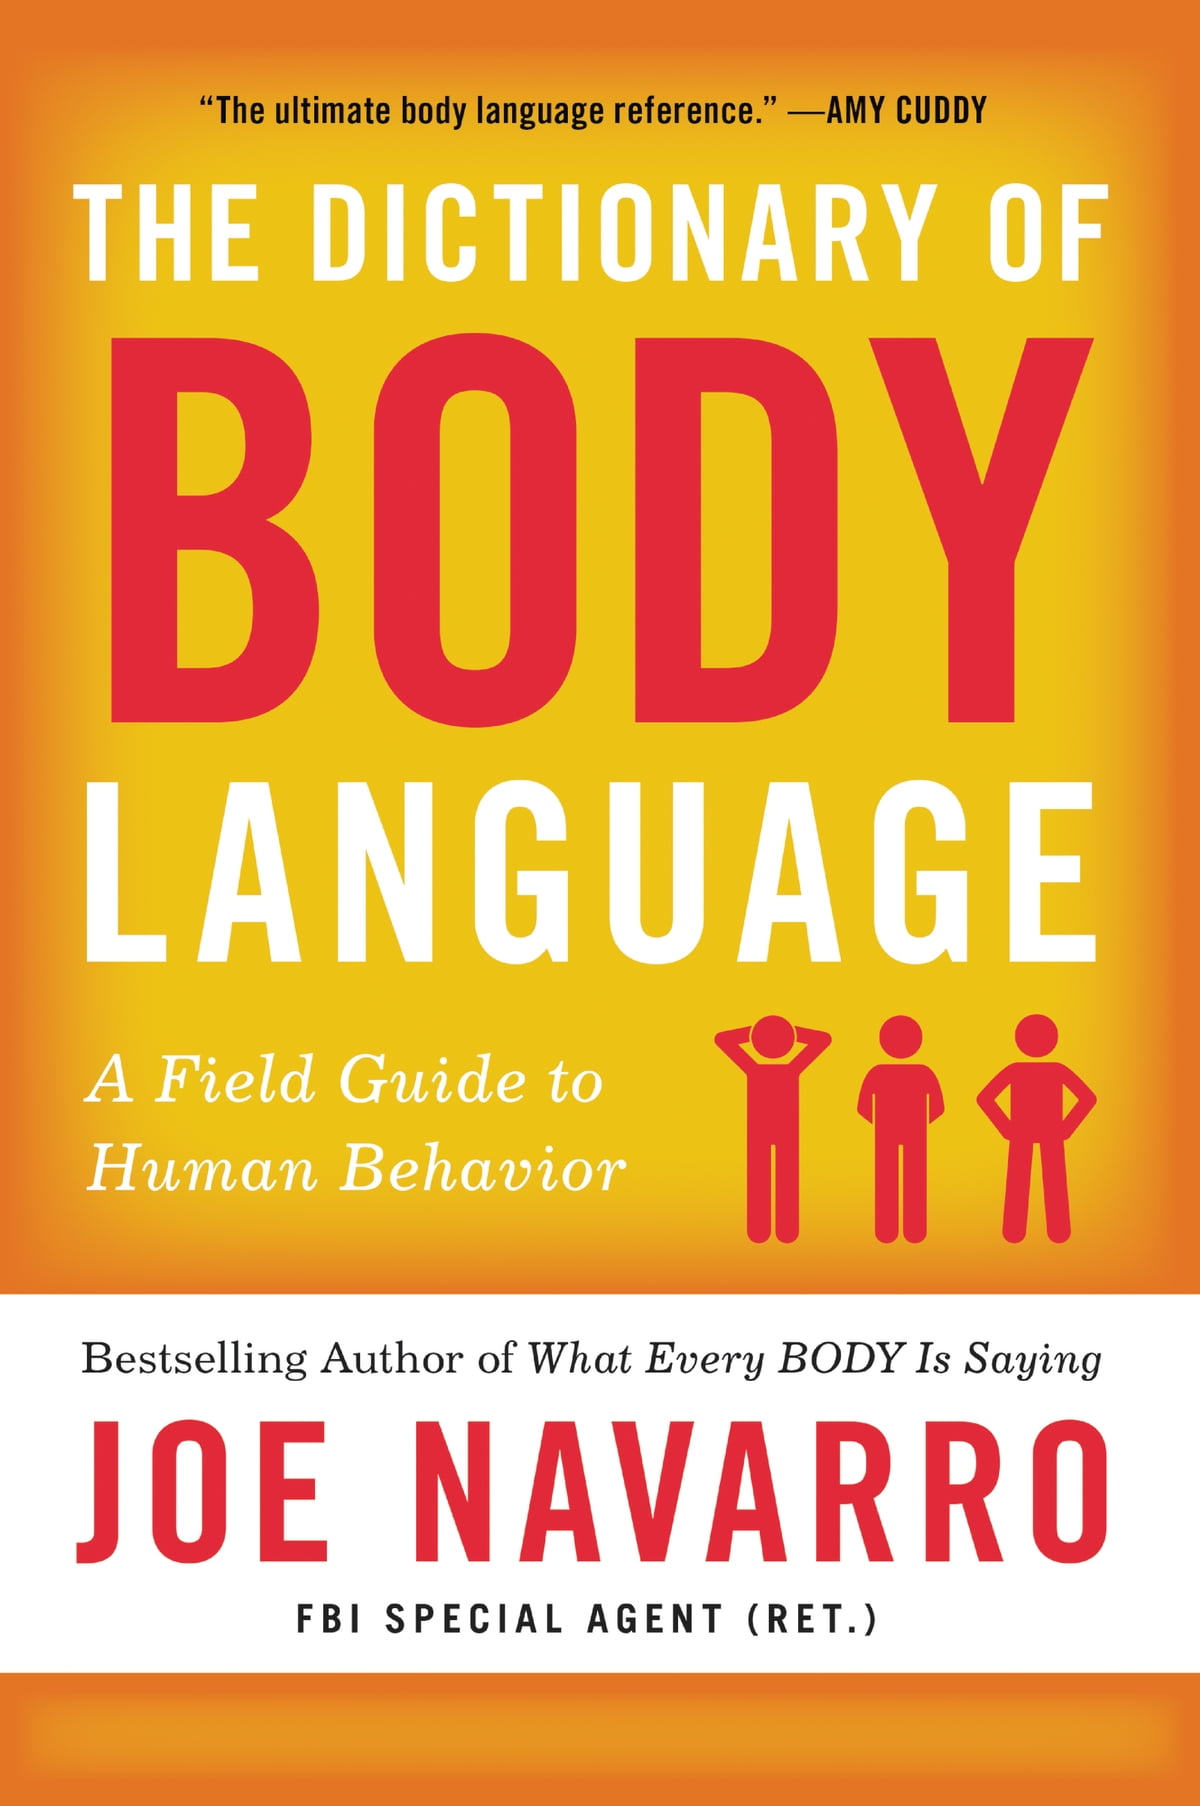 “The ultimate body language reference.” —AMY CUDDY
THE DICTIONARY OF
BODY
LANGUAGE
A Field Guide to
Human Behavior
Bestselling Author of What Every BODY Is Saying
JOE NAVARRO
FBI SPECIAL AGENT (RET.)